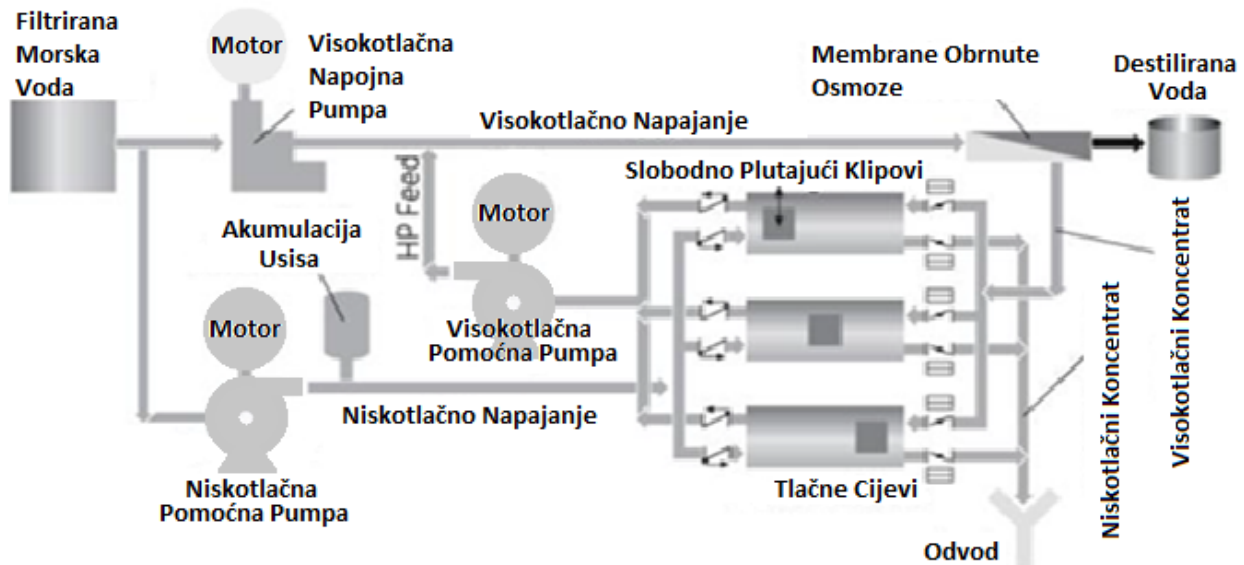 Filtrirana
Morska
Voda
Motor
Visokotlačna
Napojna
Pumpa
Membrane Obrnute
Osmoze
Destilirana
Voda
Visokotlačno Napajanje
Slobodno Plutajući Klipovi
HP Feed
Motor
Akumulacija
Usisa
Motor
Visokotlačna
Pomoćna Pumpa
Niskotlačno Napajanje
Niskotlačna
Pomoćna Pumpa
Tlačne Cijevi
Niskotlačni Koncentrat
Visokotlačni Koncentrat
Odvod